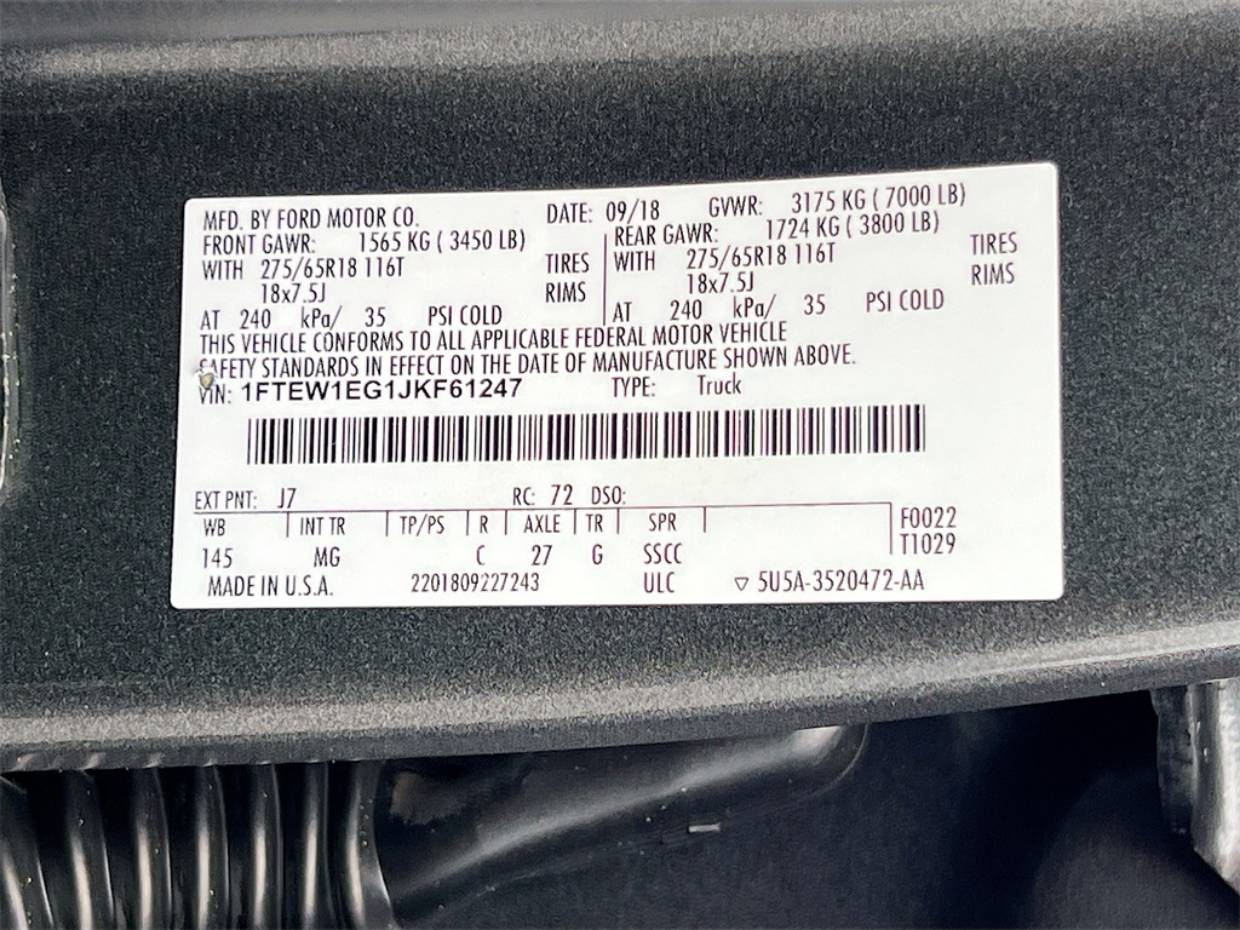 MFD. BY FORD MOTOR CO. DATE: 09/18 GVWR: 3175 KG ( 7000 LB)
FRONT GAWR: 1565 KG ( 3450 LB) REAR GAWR: 1724 KG ( 3800 LB)
WITH 275/65R18 116T TIRES WITH 275/65R18 116T TIRES
18x7.5J RIMS 18x7.5J RIMS
AT 240 kPa/ 35 PSI COLD AT 240 kPa/ 35 PSI COLD
THIS VEHICLE CONFORMS TO ALL APPLICABLE FEDERAL MOTOR VEHICLE
SAFETY STANDARDS IN EFFECT ON THE DATE OF MANUFACTURE SHOWN ABOVE.
VIN: 1FTEW1EG1JKF61247 TYPE: Truck
EXT PNT: J7 RC: 72 DSO:
WB INT TR TP/PS R AXLE TR SPR F0022
T1029
145 MG C 27 G SSCC
MADE IN U.S.A. 2201809227243 ULC ▽ 5U5A-3520472-AA